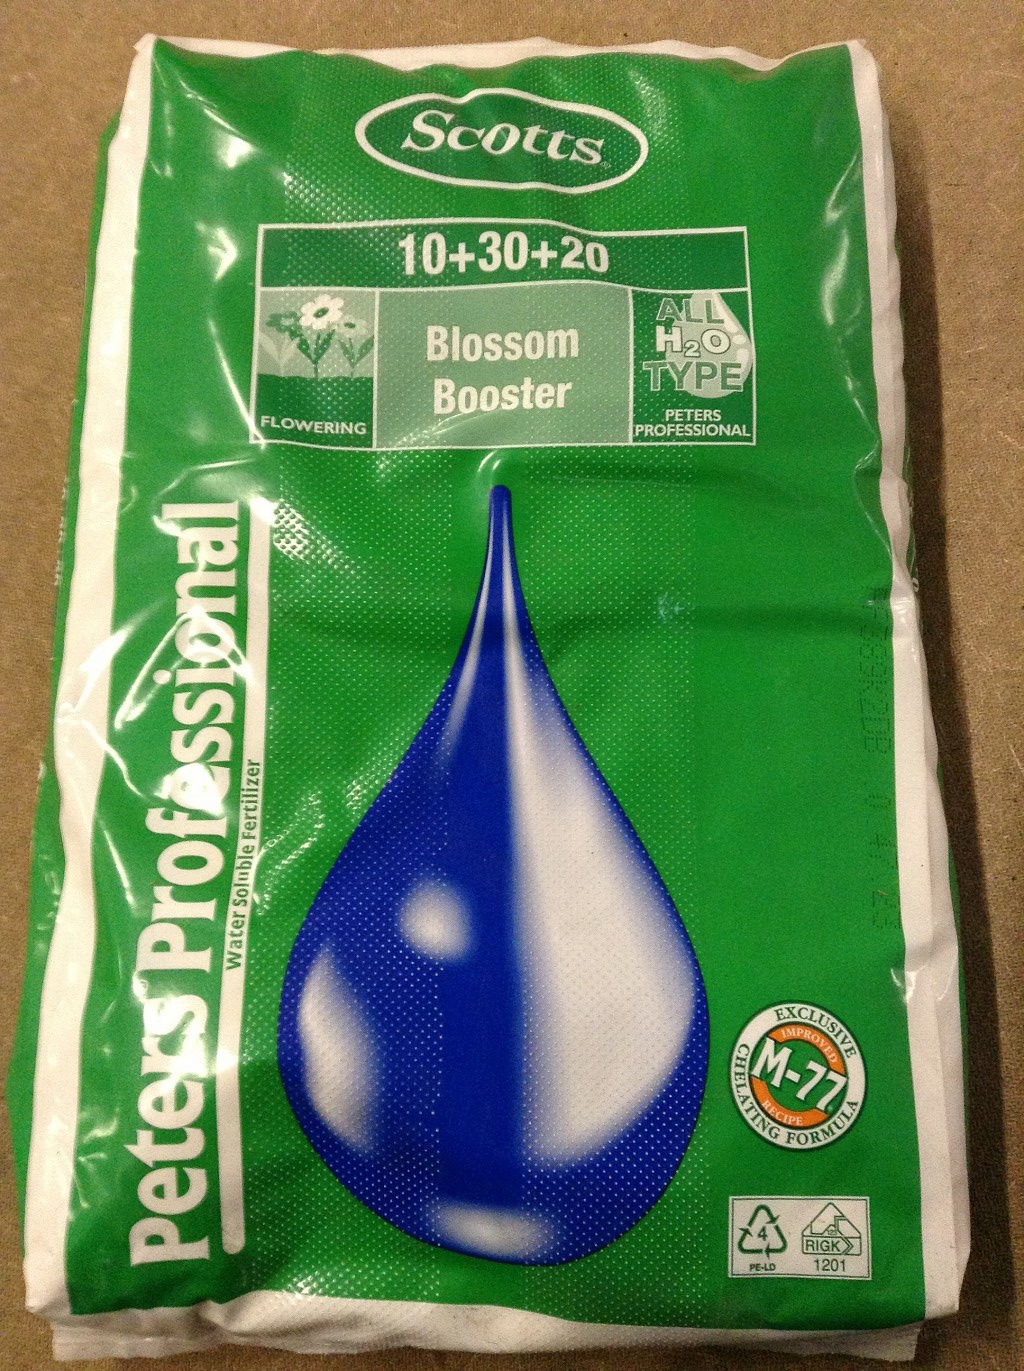 Scotts
10+30+20
FLOWERING
Blossom
Booster
ALL
H₂O
TYPE
PETERS
PROFESSIONAL
Peters® Professional
Water Soluble Fertilizer
EXCLUSIVE
CHELATING FORMULA
IMPROVED
M-77
RECIPE
4
PE-LD
RIGK
1201